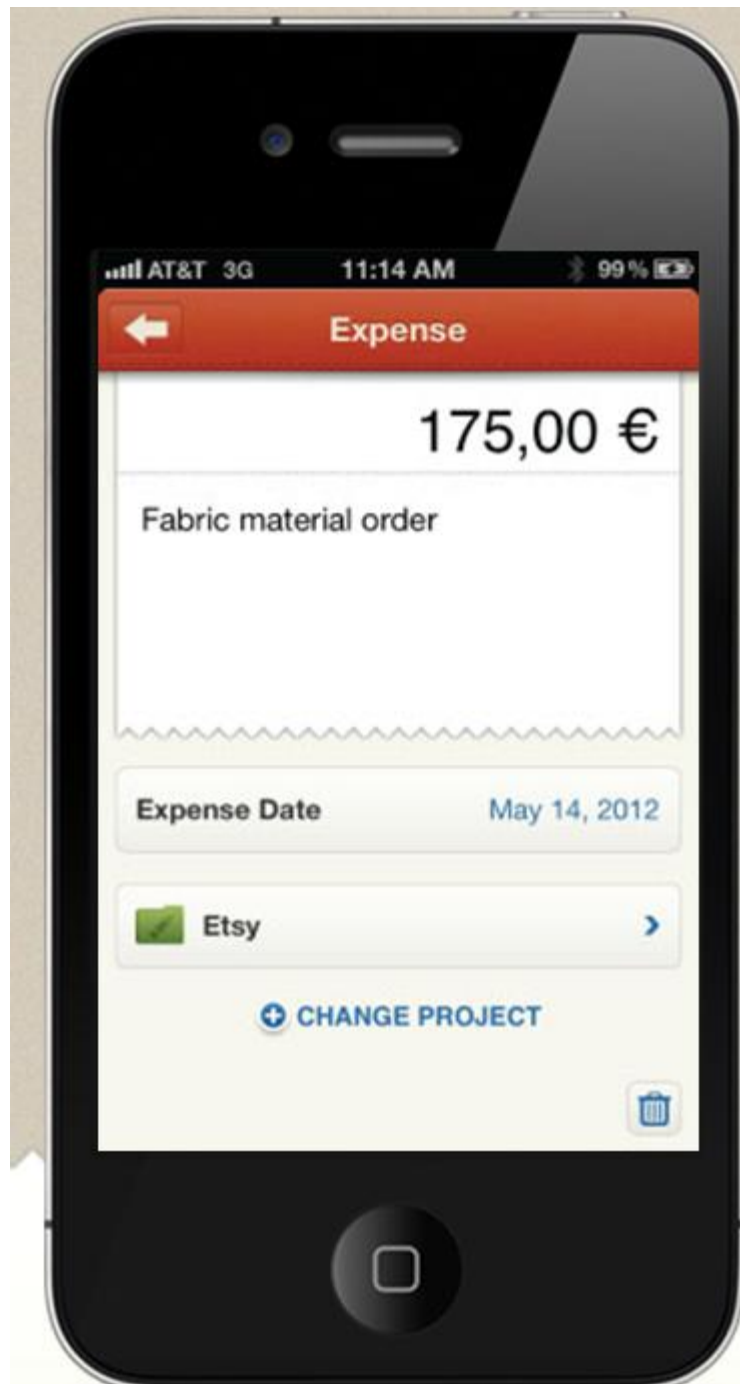 AT&T 3G 11:14 AM 99%
Expense
175,00 €
Fabric material order
Expense Date May 14, 2012
Etsy
CHANGE PROJECT